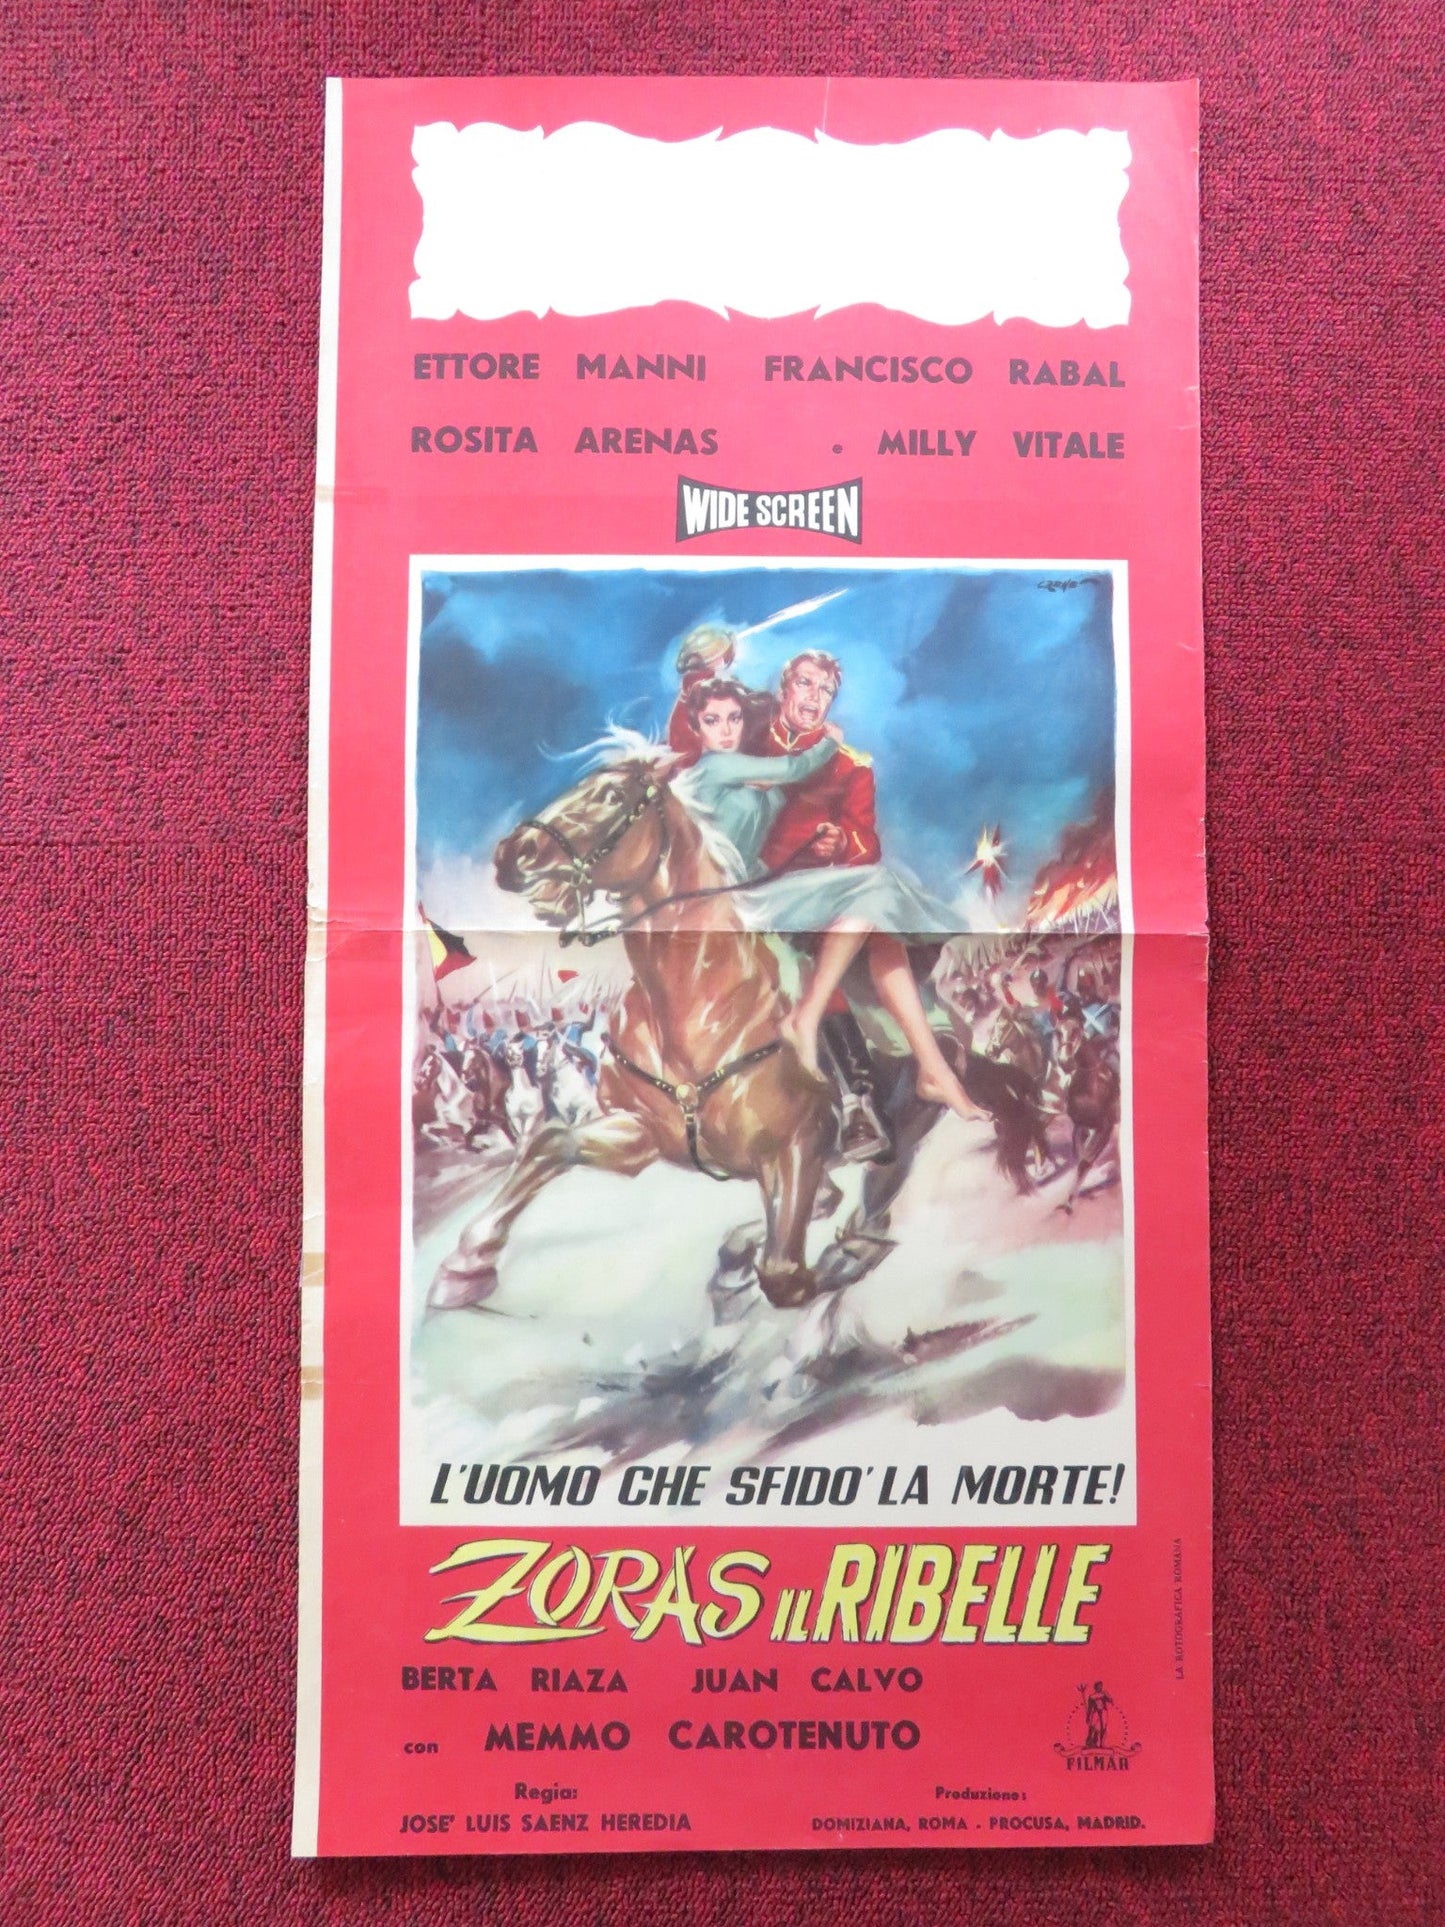 ETTORE MANNI FRANCISCO RABAL
ROSITA ARENAS e MILLY VITALE
WIDE SCREEN
L'UOMO CHE SFIDO' LA MORTE!
ZORAS IL RIBELLE
BERTA RIAZA JUAN CALVO
con MEMMO CAROTENUTO
FILMAR
Regia:
JOSE' LUIS SAENZ HEREDIA
Produzione:
DOMIZIANA, ROMA - PROCUSA, MADRID.
LA ROTOGRAFICA ROMANA